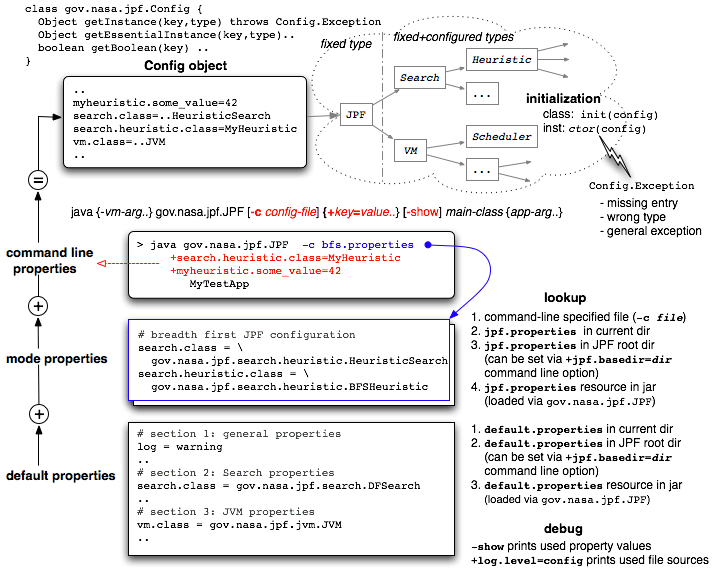 class gov.nasa.jpf.Config {
Object getInstance(key,type) throws Config.Exception
Object getEssentialInstance(key,type)..
boolean getBoolean(key) ..
}
Config object
..
myheuristic.some_value=42
search.class=..HeuristicSearch
search.heuristic.class=MyHeuristic
vm.class=..JVM
..
fixed type
fixed+configured types
JPF
Search
Heuristic
...
VM
Scheduler
...
initialization
class: init(config)
inst: ctor(config)
Config.Exception
- missing entry
- wrong type
- general exception
=
java {-vm-arg..} gov.nasa.jpf.JPF [-c config-file] {+key=value..} [-show] main-class {app-arg..}
command line
properties
> java gov.nasa.jpf.JPF -c bfs.properties
+search.heuristic.class=MyHeuristic
+myheuristic.some_value=42
MyTestApp
+
mode properties
# breadth first JPF configuration
search.class = \
gov.nasa.jpf.search.heuristic.HeuristicSearch
search.heuristic.class = \
gov.nasa.jpf.search.heuristic.BFSHeuristic
+
default properties
# section 1: general properties
log = warning
..
# section 2: Search properties
search.class = gov.nasa.jpf.search.DFSearch
..
# section 3: JVM properties
vm.class = gov.nasa.jpf.jvm.JVM
..
lookup
1. command-line specified file (-c file)
2. jpf.properties in current dir
3. jpf.properties in JPF root dir
(can be set via +jpf.basedir=dir
command line option)
4. jpf.properties resource in jar
(loaded via gov.nasa.jpf.JPF)
1. default.properties in current dir
2. default.properties in JPF root dir
(can be set via +jpf.basedir=dir
command line option)
3. default.properties resource in jar
(loaded via gov.nasa.jpf.JPF)
debug
-show prints used property values
+log.level=config prints used file sources